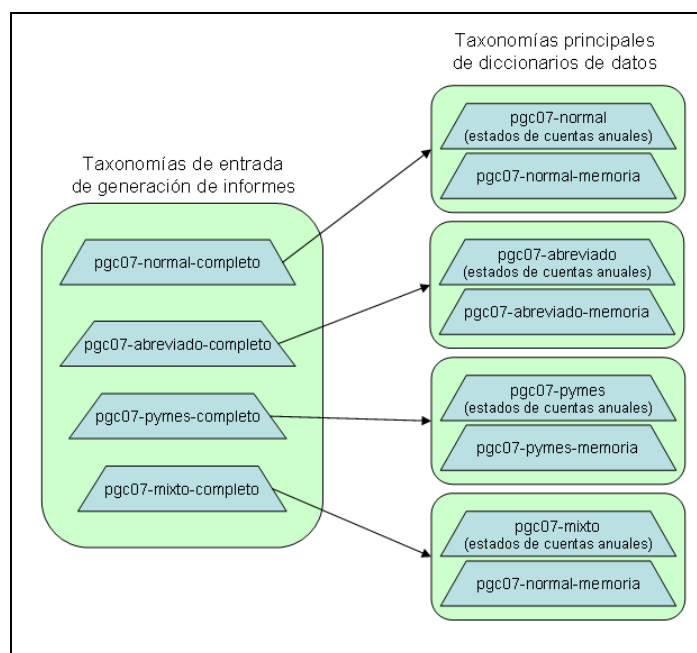 Taxonomías principales
de diccionarios de datos
pgc07-normal
(estados de cuentas anuales)
pgc07-normal-memoria
Taxonomías de entrada
de generación de informes
pgc07-normal-completo
pgc07-abreviado-completo
pgc07-pymes-completo
pgc07-mixto-completo
pgc07-abreviado
(estados de cuentas anuales)
pgc07-abreviado-memoria
pgc07-pymes
(estados de cuentas anuales)
pgc07-pymes-memoria
pgc07-mixto
(estados de cuentas anuales)
pgc07-normal-memoria